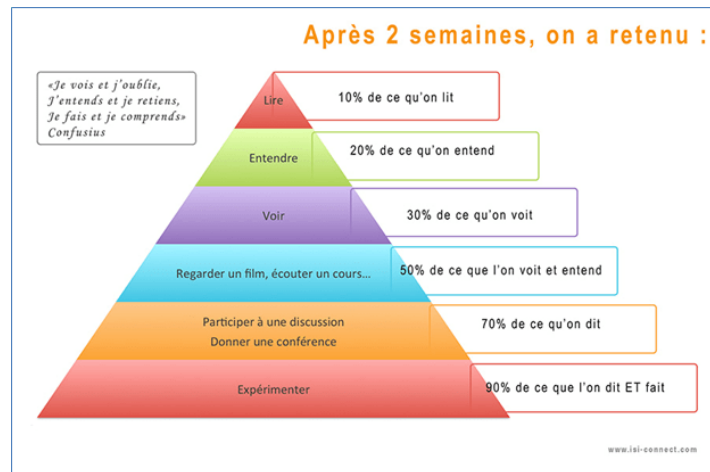 Après 2 semaines, on a retenu :
«Je vois et j'oublie,
J'entends et je retiens,
Je fais et je comprends»
Confusius
Lire
10% de ce qu'on lit
Entendre
20% de ce qu'on entend
Voir
30% de ce qu'on voit
Regarder un film, écouter un cours...
50% de ce que l'on voit et entend
Participer à une discussion
Donner une conférence
70% de ce qu'on dit
Expérimenter
90% de ce que l'on dit ET fait
www.isi-connect.com